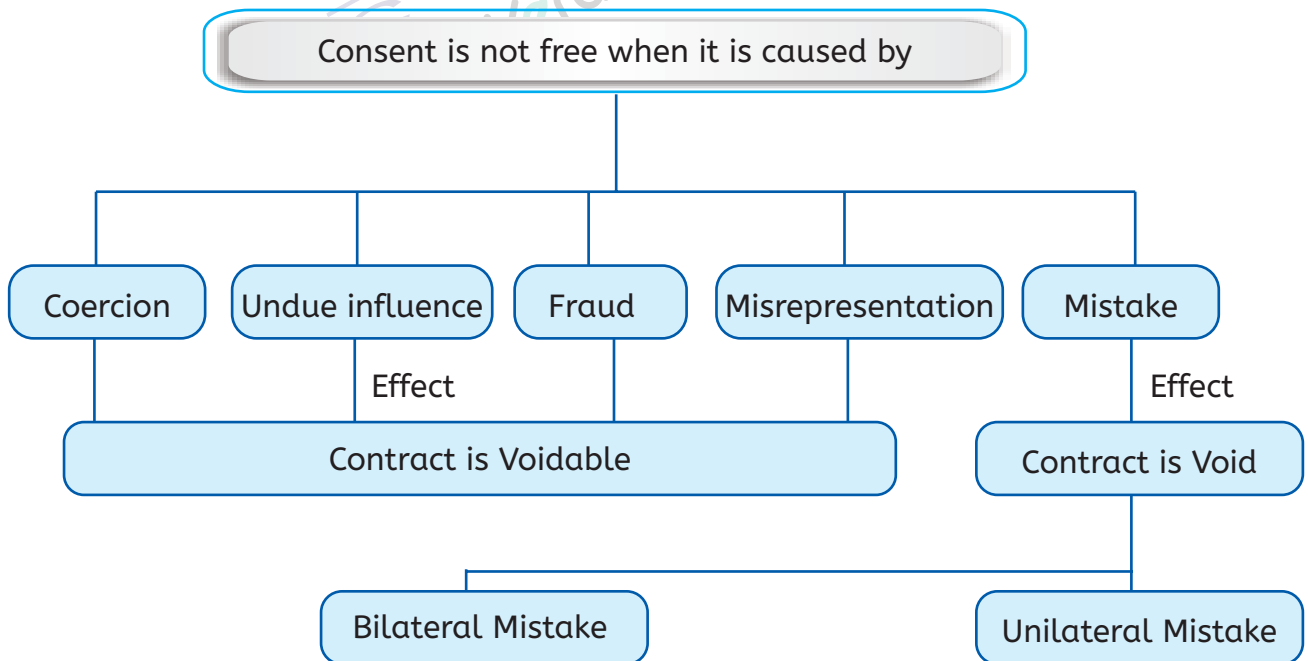 Consent is not free when it is caused by
Coercion
Undue influence
Fraud
Misrepresentation
Mistake
Effect
Effect
Contract is Voidable
Contract is Void
Bilateral Mistake
Unilateral Mistake